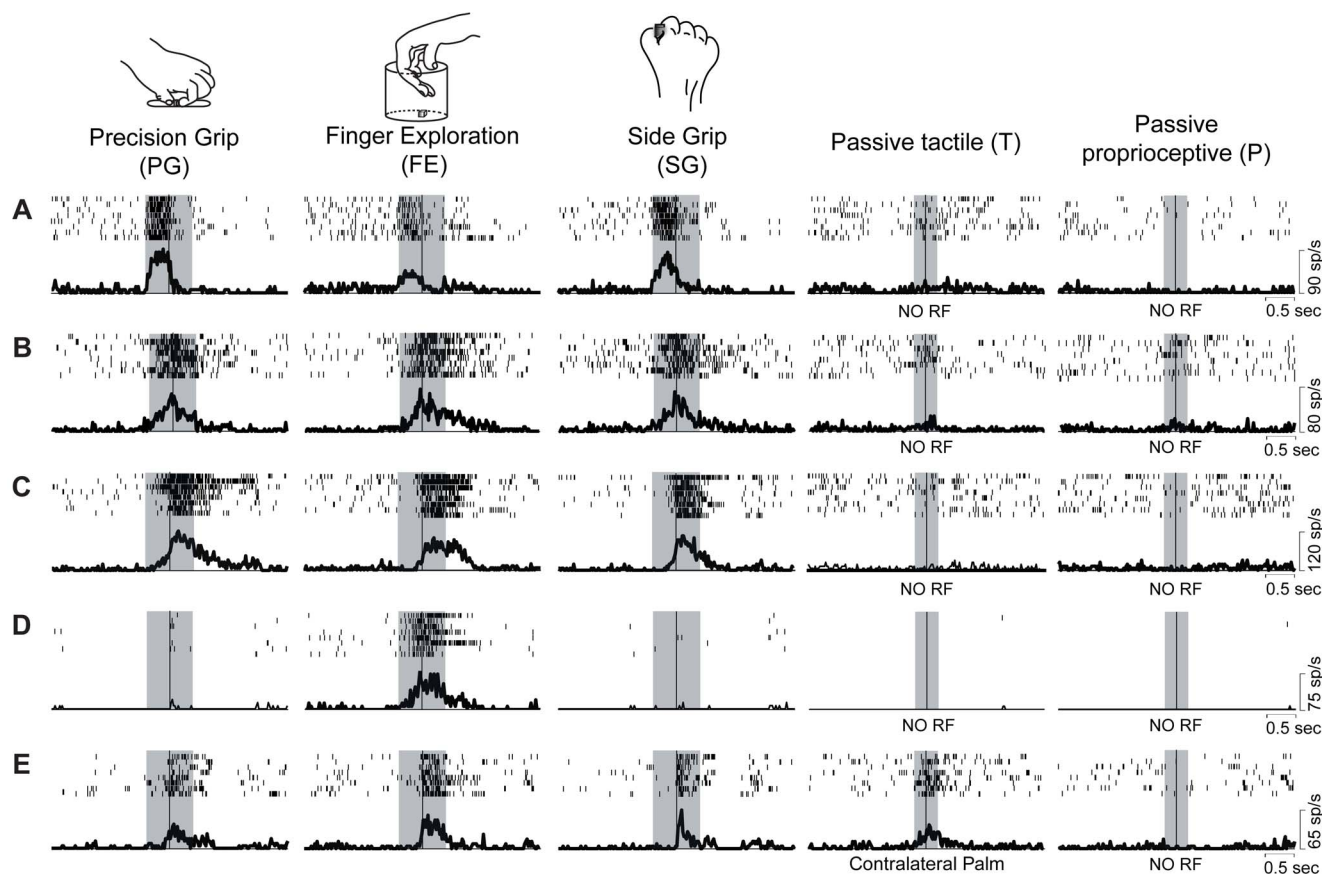 Precision Grip
(PG)
Finger Exploration
(FE)
Side Grip
(SG)
Passive tactile (T)
Passive
proprioceptive (P)
A
90 sp/s
NO RF
NO RF
0.5 sec
B
80 sp/s
NO RF
NO RF
0.5 sec
C
120 sp/s
NO RF
NO RF
0.5 sec
D
75 sp/s
NO RF
NO RF
0.5 sec
E
65 sp/s
Contralateral Palm
NO RF
0.5 sec